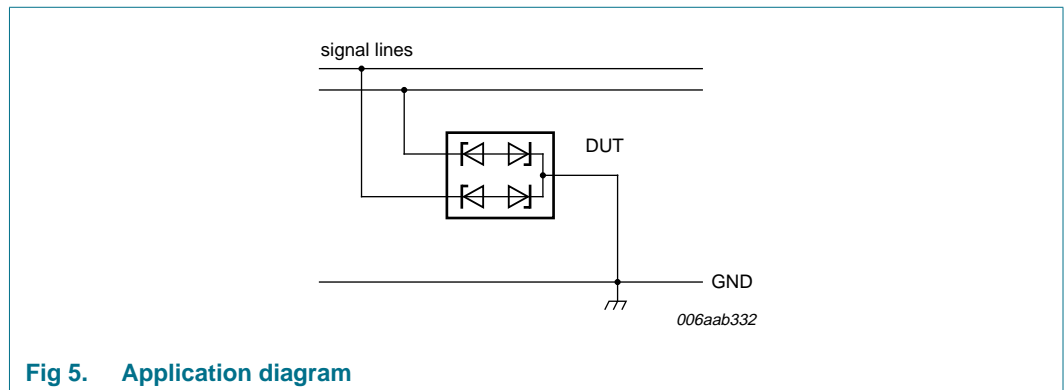 signal lines
DUT
GND
006aab332
Fig 5. Application diagram